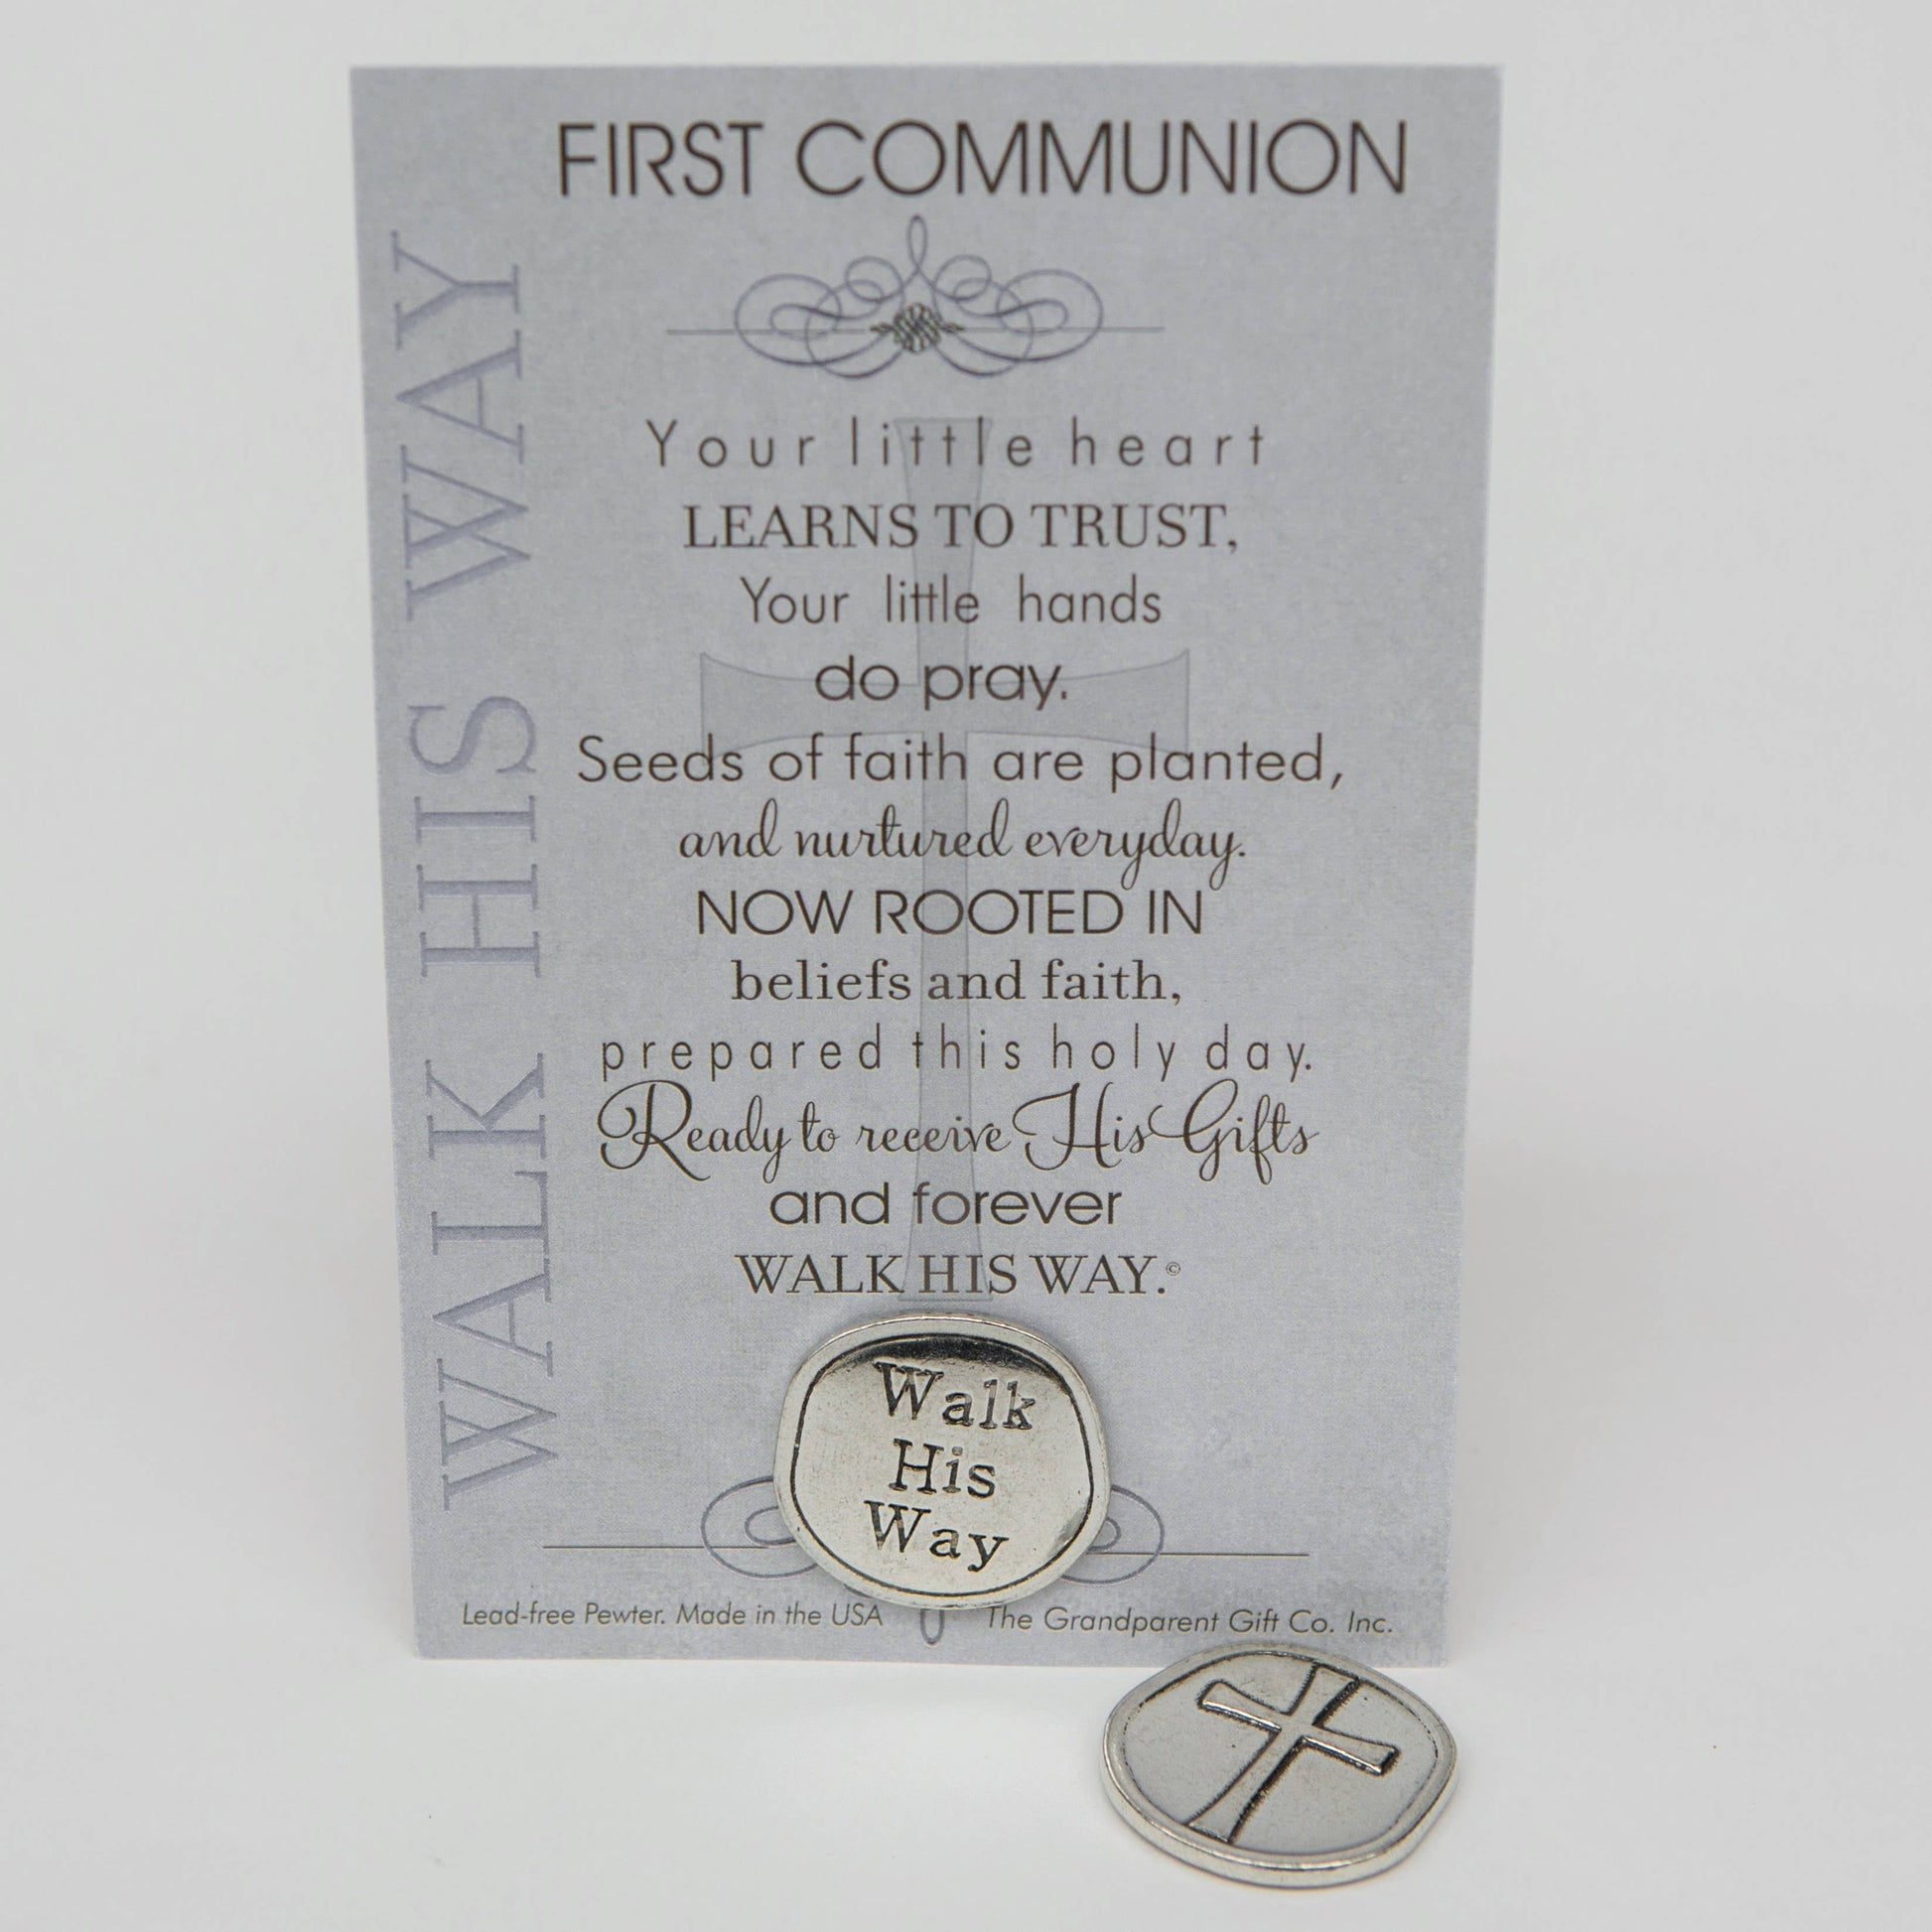 FIRST COMMUNION
WALK HIS WAY
Your little heart
LEARNS TO TRUST,
Your little hands
do pray.
Seeds of faith are planted,
and nurtured everyday.
NOW ROOTED IN
beliefs and faith,
prepared this holy day.
Ready to receive His Gifts
and forever
WALK HIS WAY.©
Walk
His
Way
Lead-free Pewter. Made in the USA
The Grandparent Gift Co. Inc.